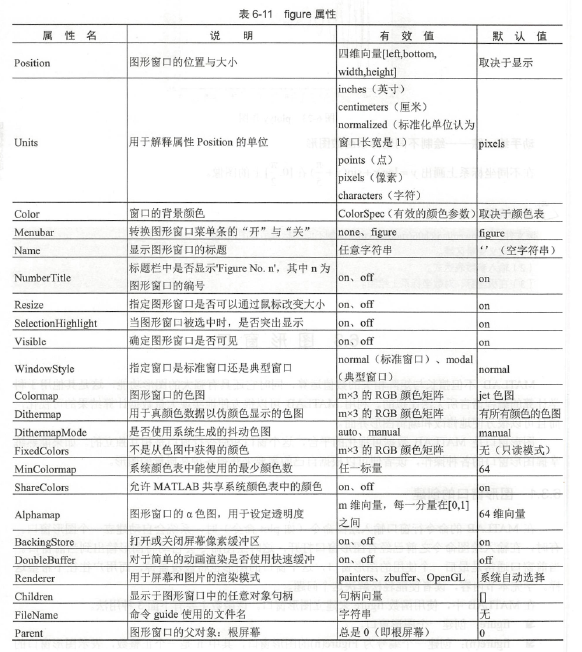 表 6-11 figure 属性
属 性 名 说 明 有 效 值 默 认 值
Position 图形窗口的位置与大小 四维向量[left,bottom, width,height] 取决于显示
Units 用于解释属性 Position 的单位 inches（英寸） pixels
centimeters（厘米）
normalized（标准化单位认为窗口长宽是 1）
points（点）
pixels（像素）
characters（字符）
Color 窗口的背景颜色 ColorSpec（有效的颜色参数） 取决于颜色表
Menubar 转换图形窗口菜单条的“开”与“关” none、figure figure
Name 显示图形窗口的标题 任意字符串 ‘’（空字符串）
NumberTitle 标题栏中是否显示'Figure No. n'，其中 n 为图形窗口的编号 on、off on
Resize 指定图形窗口是否可以通过鼠标改变大小 on、off on
SelectionHighlight 当图形窗口被选中时，是否突出显示 on、off on
Visible 确定图形窗口是否可见 on、off on
WindowStyle 指定窗口是标准窗口还是典型窗口 normal（标准窗口）、modal（典型窗口） normal
Colormap 图形窗口的色图 m×3 的 RGB 颜色矩阵 jet 色图
Dithermap 用于真颜色数据以伪颜色显示的色图 m×3 的 RGB 颜色矩阵 有所有颜色的色图
DithermapMode 是否使用系统生成的抖动色图 auto、manual manual
FixedColors 不是从色图中获得的颜色 m×3 的 RGB 颜色矩阵 无（只读模式）
MinColormap 系统颜色表中能使用的最少颜色数 任一标量 64
ShareColors 允许 MATLAB 共享系统颜色表中的颜色 on、off on
Alphamap 图形窗口的 α 色图，用于设定透明度 m 维向量，每一分量在[0,1]之间 64 维向量
BackingStore 打开或关闭屏幕像素缓冲区 on、off on
DoubleBuffer 对于简单的动画渲染是否使用快速缓冲 on、off off
Renderer 用于屏幕和图片的渲染模式 painters、zbuffer、OpenGL 系统自动选择
Children 显示于图形窗口中的任意对象句柄 句柄向量 []
FileName 命令 guide 使用的文件名 字符串 无
Parent 图形窗口的父对象：根屏幕 总是 0（即根屏幕） 0